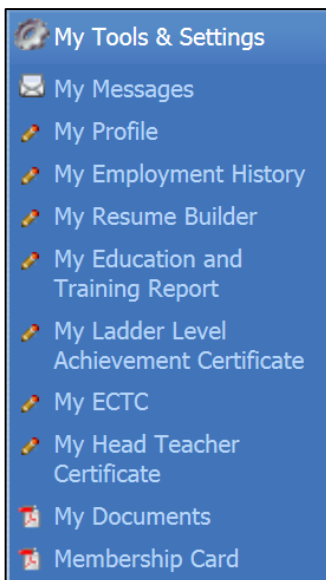 My Tools & Settings
My Messages
My Profile
My Employment History
My Resume Builder
My Education and
Training Report
My Ladder Level
Achievement Certificate
My ECTC
My Head Teacher
Certificate
My Documents
Membership Card